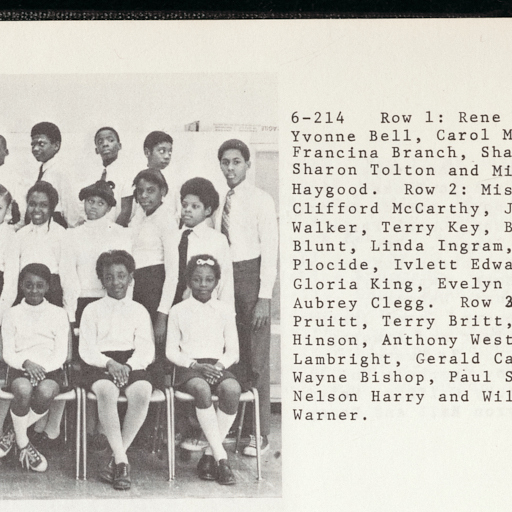 6-214 Row 1: Rene
Yvonne Bell, Carol M
Francina Branch, Sha
Sharon Tolton and Mi
Haygood. Row 2: Mis
Clifford McCarthy, J
Walker, Terry Key, B
Blunt, Linda Ingram,
Plocide, Ivlett Edwa
Gloria King, Evelyn
Aubrey Clegg. Row 3
Pruitt, Terry Britt,
Hinson, Anthony West
Lambright, Gerald Ca
Wayne Bishop, Paul S
Nelson Harry and Wil
Warner.